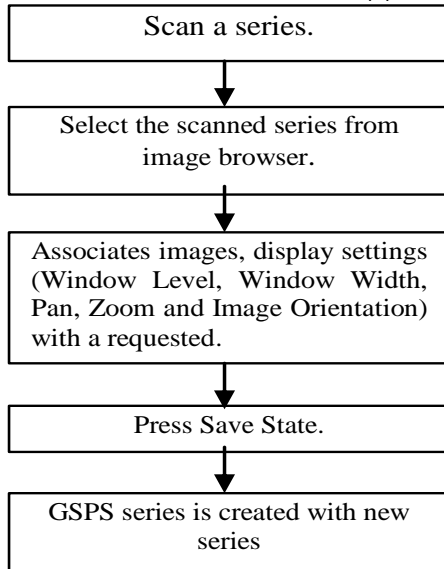 Scan a series.
Select the scanned series from
image browser.
Associates images, display settings
(Window Level, Window Width,
Pan, Zoom and Image Orientation)
with a requested.
Press Save State.
GSPS series is created with new
series